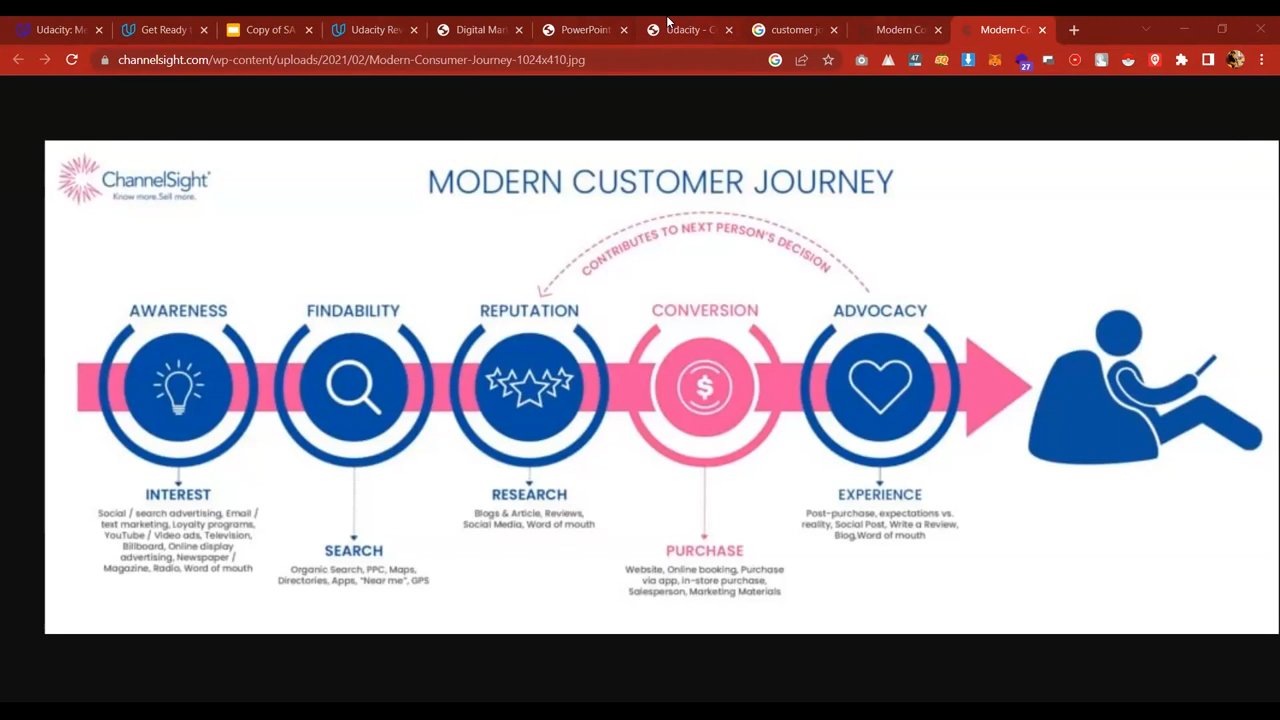 Udacity: M
Get Ready
Copy of SA
Udacity Re
Digital Mar
PowerPoint
Udacity - C
customer jo
Modern Co
Modern-Co
channelsight.com/wp-content/uploads/2021/02/Modern-Consumer-Journey-1024x410.jpg
47
27
ChannelSight
Know more.Sell more.
MODERN CUSTOMER JOURNEY
CONTRIBUTES TO NEXT PERSON'S DECISION
AWARENESS
FINDABILITY
REPUTATION
CONVERSION
ADVOCACY
$
INTEREST
Social / search advertising, Email /
text marketing, Loyalty programs,
YouTube / Video ads, Television,
Billboard, Online display
advertising, Newspaper /
Magazine, Radio, Word of mouth
SEARCH
Organic Search, PPC, Maps,
Directories, Apps, "Near me", GPS
RESEARCH
Blogs & Article, Reviews,
Social Media, Word of mouth
PURCHASE
Website, Online booking, Purchase
via app, in-store purchase,
Salesperson, Marketing Materials
EXPERIENCE
Post-purchase, expectations vs.
reality, Social Post, Write a Review,
Blog,Word of mouth